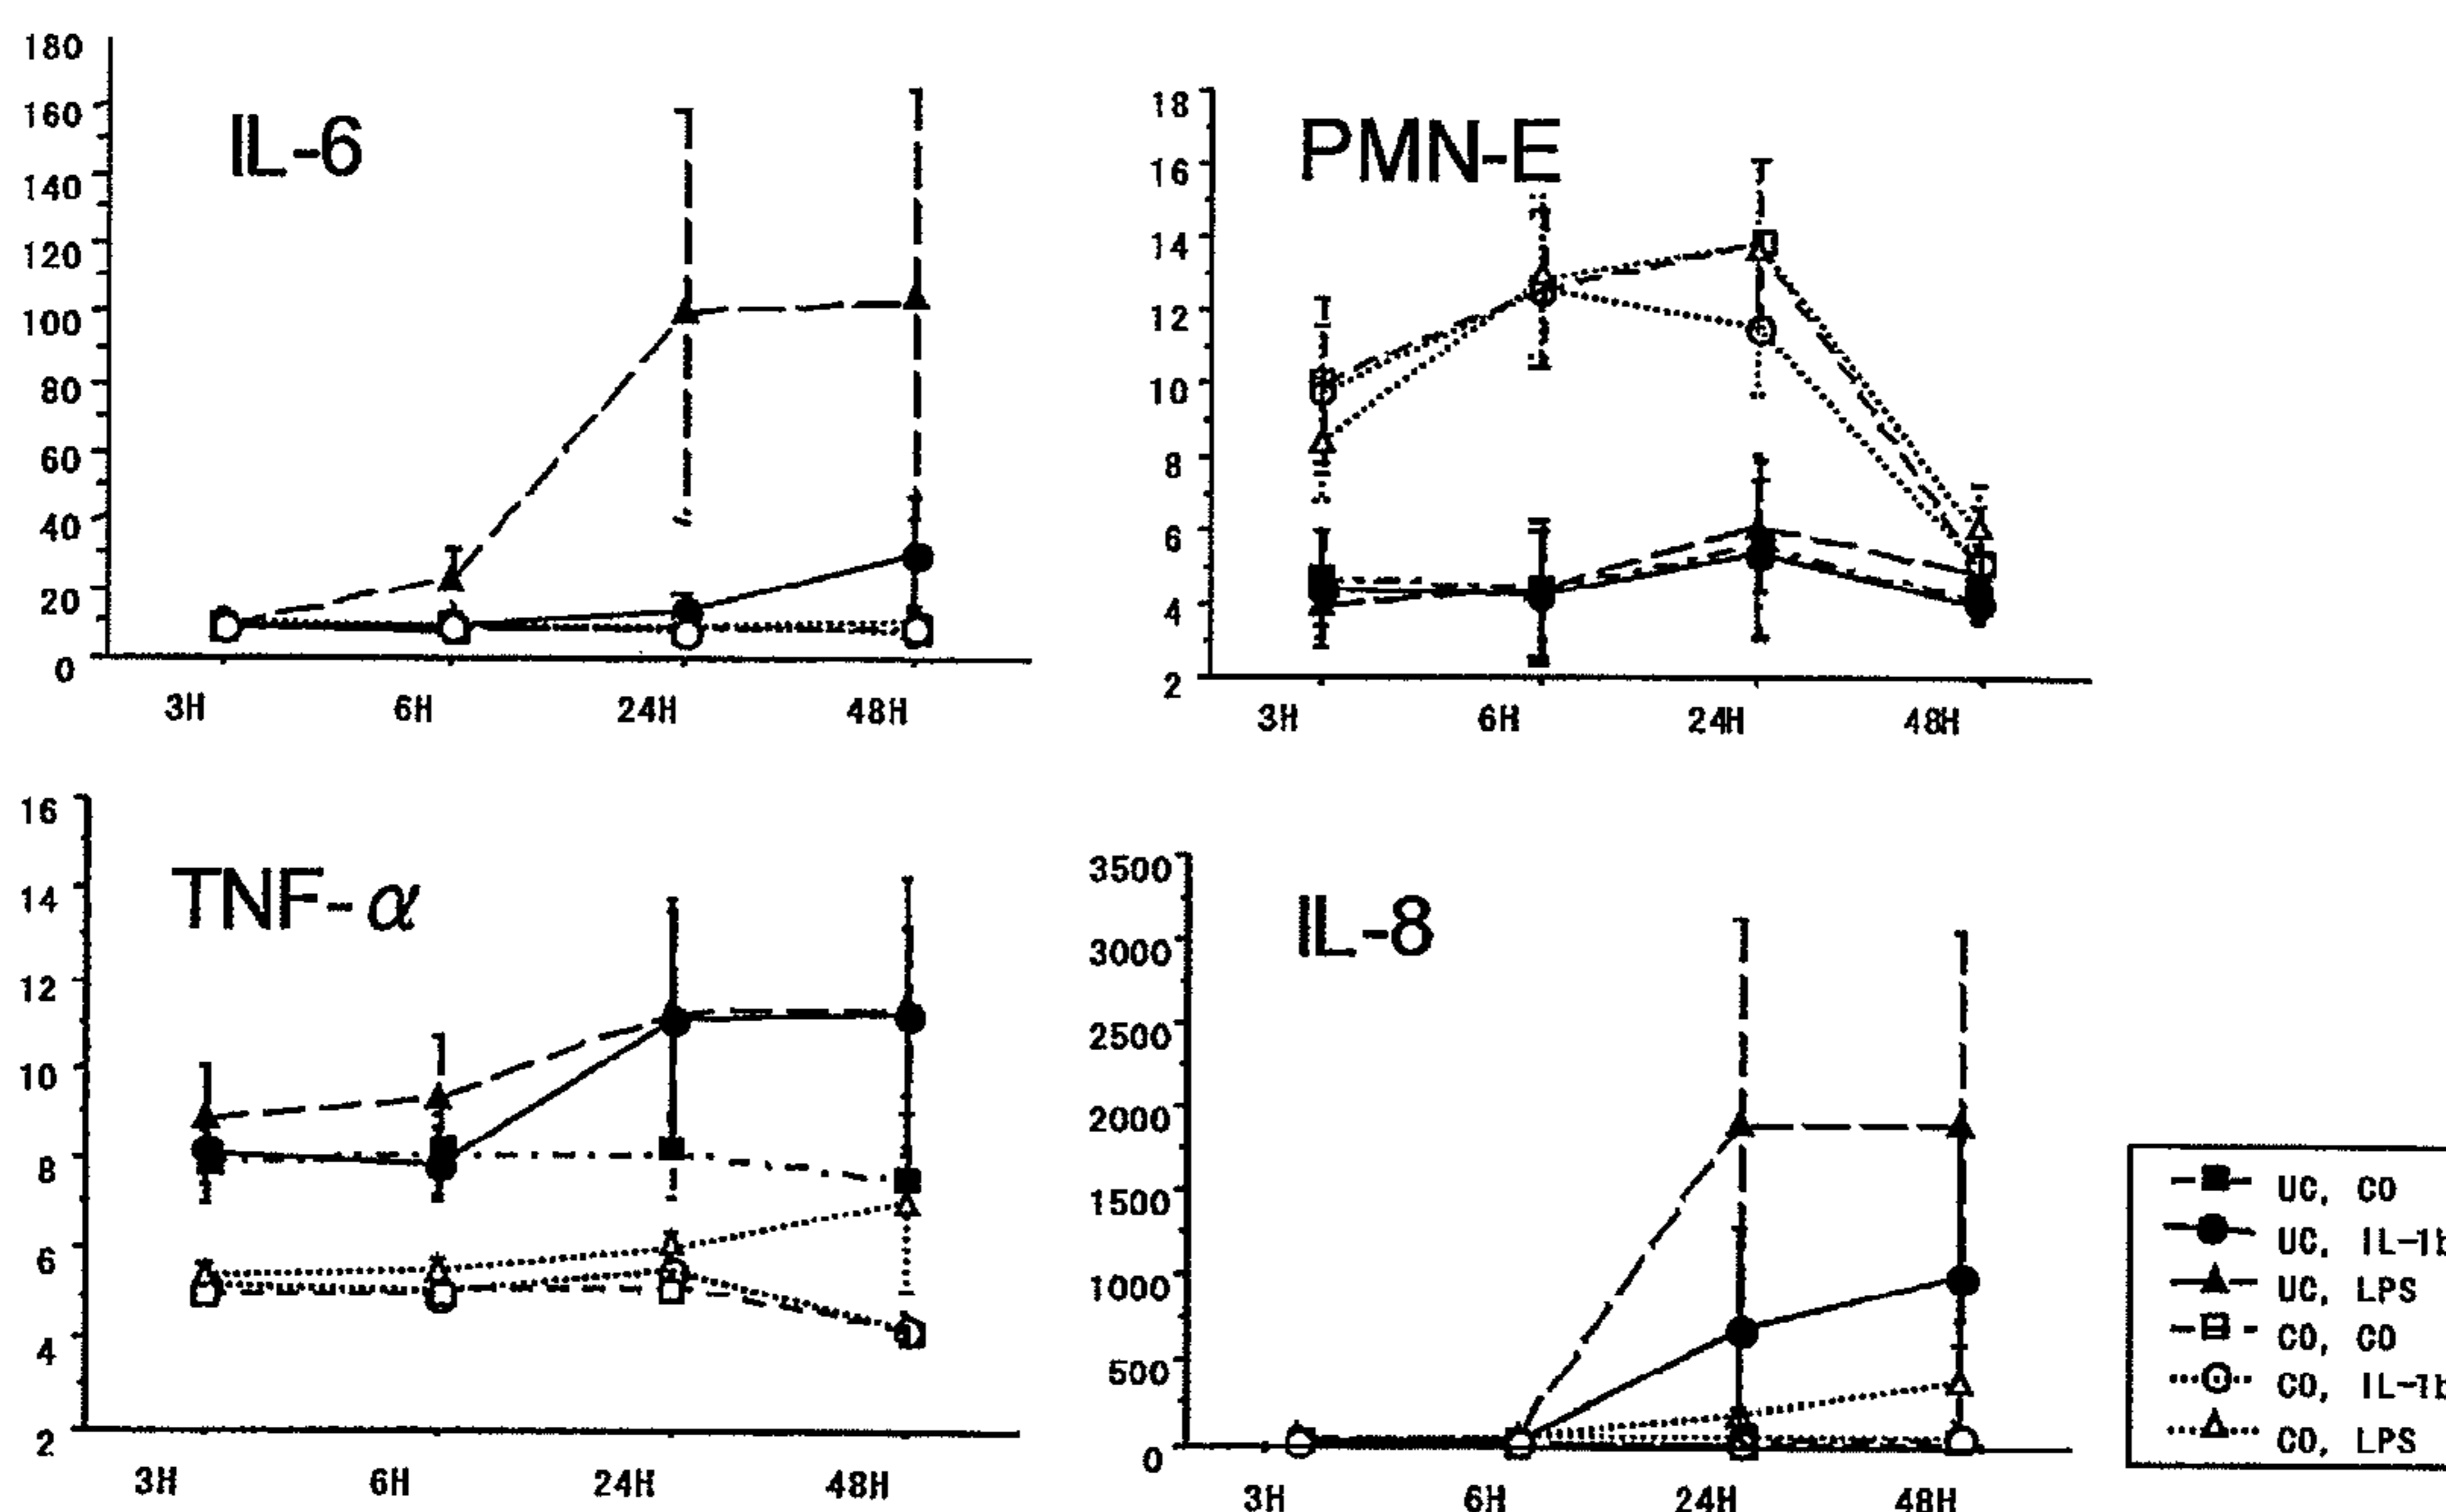 IL-6
180
160
140
120
100
80
60
40
20
0
3H 6H 24H 48H
PMN-E
18
16
14
12
10
8
6
4
2
3H 6H 24H 48H
TNF-α
16
14
12
10
8
6
4
2
3H 6H 24H 48H
IL-8
3500
3000
2500
2000
1500
1000
500
0
3H 6H 24H 48H
UC, CO
UC, IL-1b
UC, LPS
CO, CO
CO, IL-1b
CO, LPS